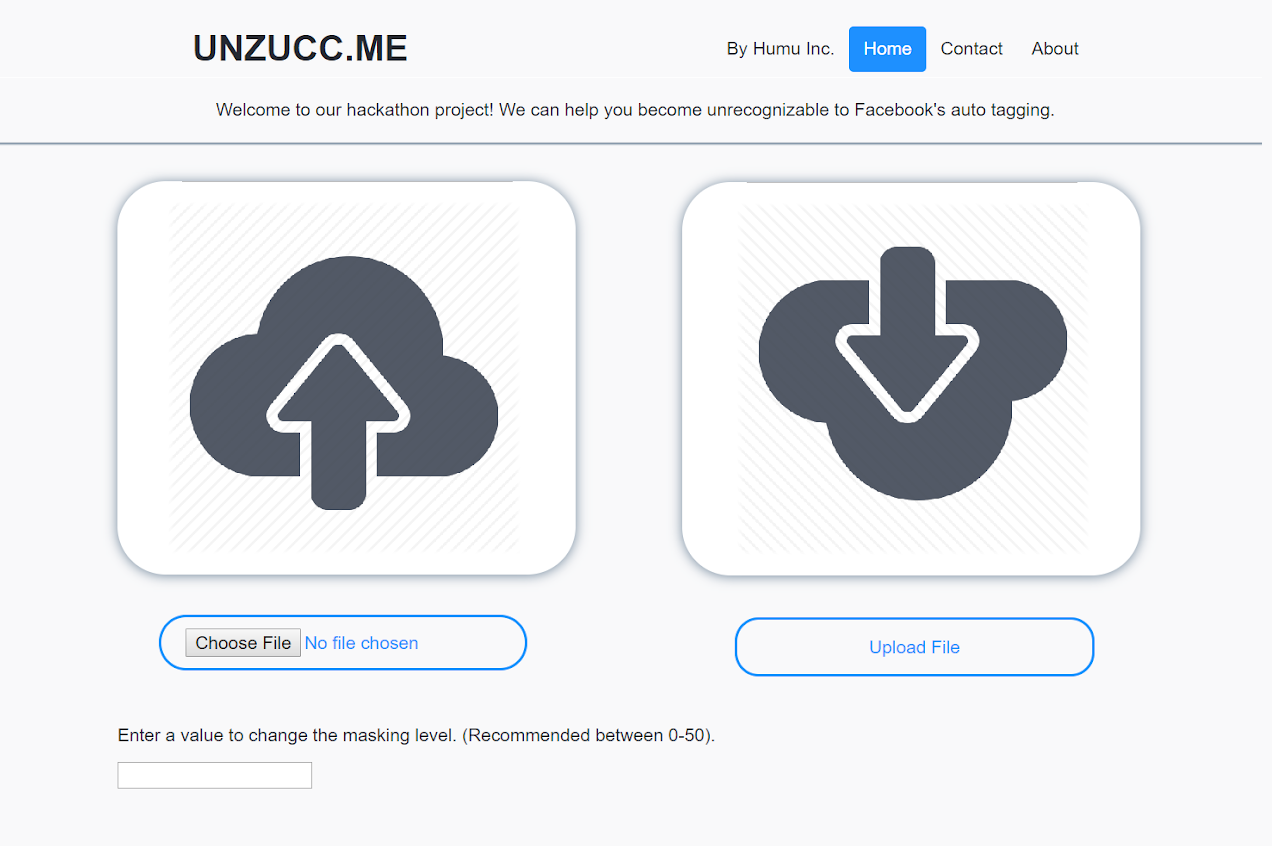 UNZUCC.ME
By Humu Inc. Home Contact About
Welcome to our hackathon project! We can help you become unrecognizable to Facebook's auto tagging.
Choose File No file chosen
Upload File
Enter a value to change the masking level. (Recommended between 0-50).